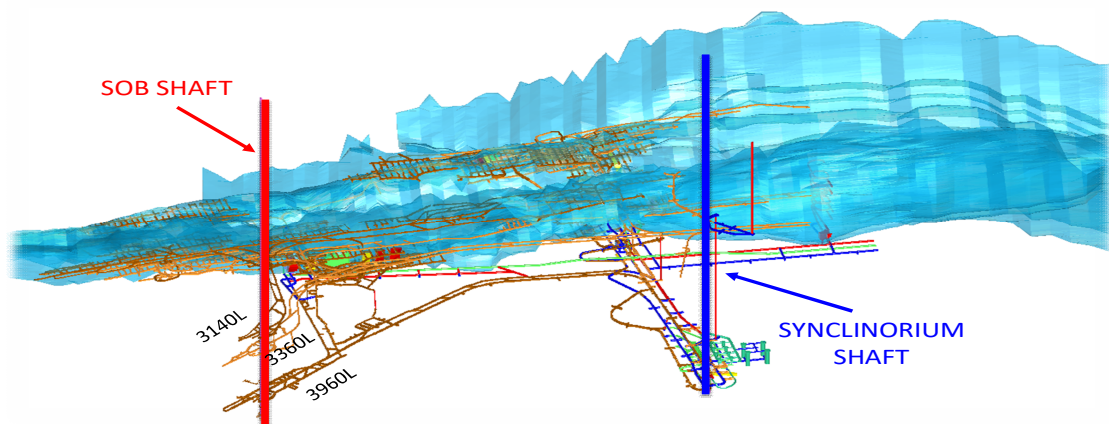 SOB SHAFT
3140L
3360L
3960L
SYNCLINORIUM
SHAFT